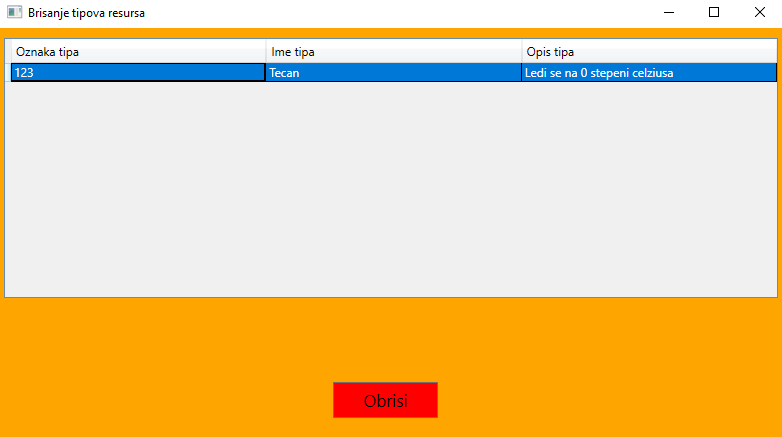 Brisanje tipova resursa
Oznaka tipa Ime tipa Opis tipa
123 Tecan Ledi se na 0 stepeni celziusa
Obrisi